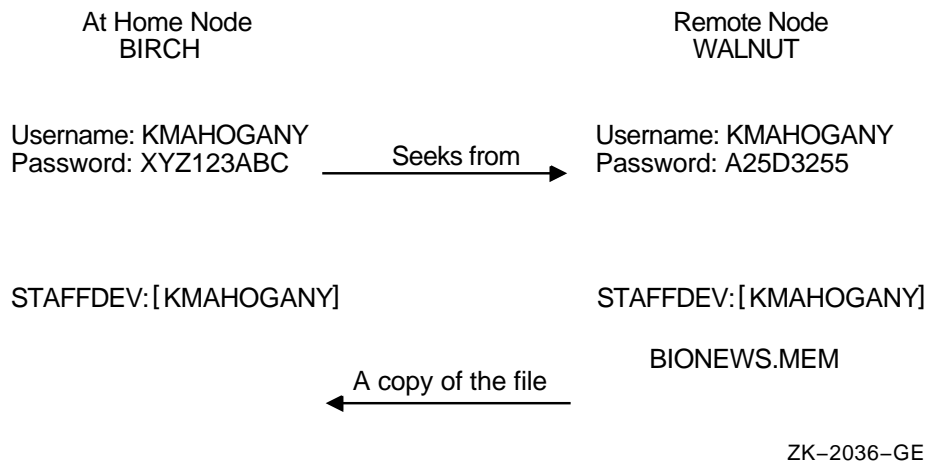 At Home Node
BIRCH
Remote Node
WALNUT
Username: KMAHOGANY
Password: XYZ123ABC
Seeks from
Username: KMAHOGANY
Password: A25D3255
STAFFDEV:[KMAHOGANY]
STAFFDEV:[KMAHOGANY]
BIONEWS.MEM
A copy of the file
ZK–2036–GE